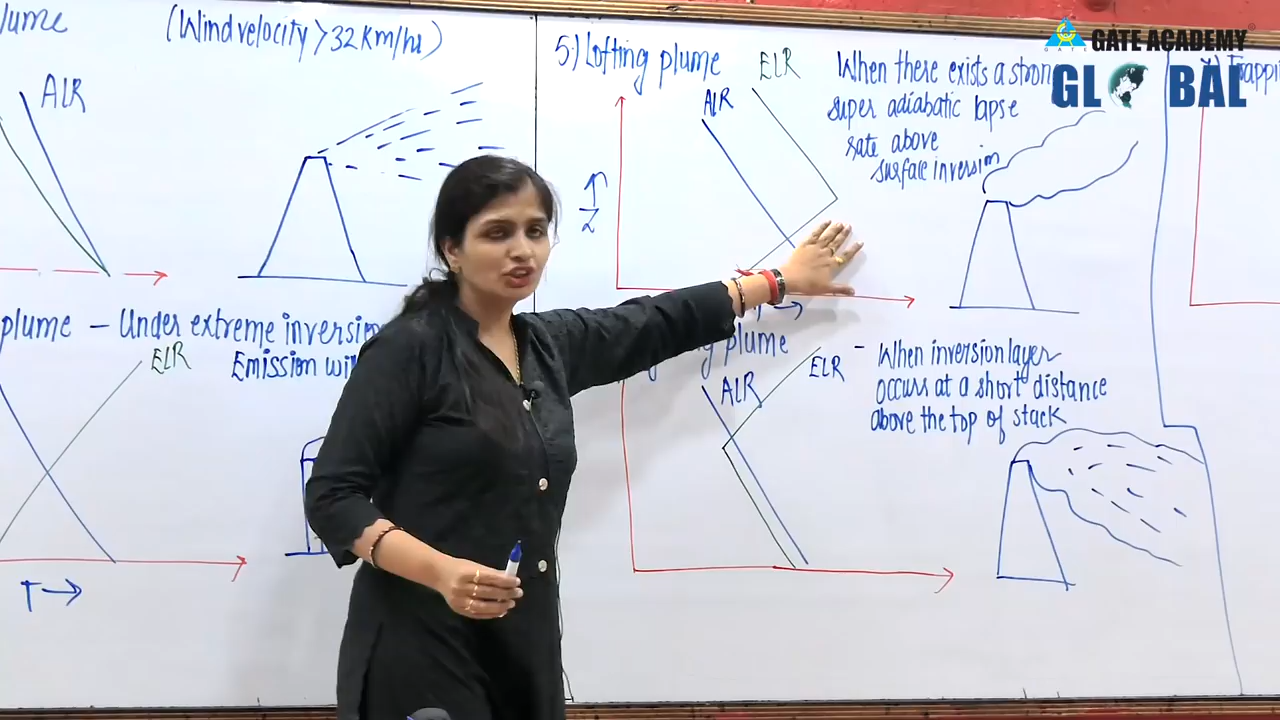 (Wind velocity > 32 Km/hr)
ALR
plume – Under extreme inversion
ELR
Emission
T →
5.) Lofting plume
ELR
ALR
Z
When there exists a strong
super adiabatic lapse
rate above
surface inversion
plume
ALR
ELR
– When inversion layer
occurs at a short distance
above the top of stack
GATE ACADEMY
GATE
GLOBAL